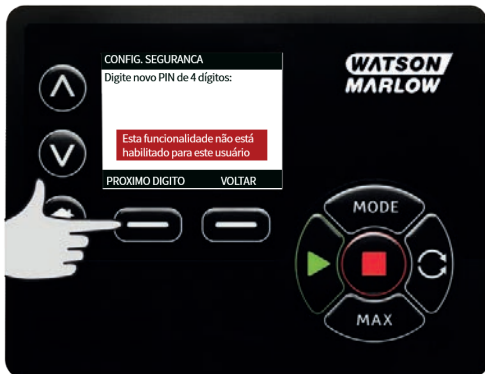 CONFIG. SEGURANCA
Digite novo PIN de 4 dígitos:
Esta funcionalidade não está
habilitado para este usuário
PROXIMO DIGITO VOLTAR
WATSON
MARLOW
MODE
MAX